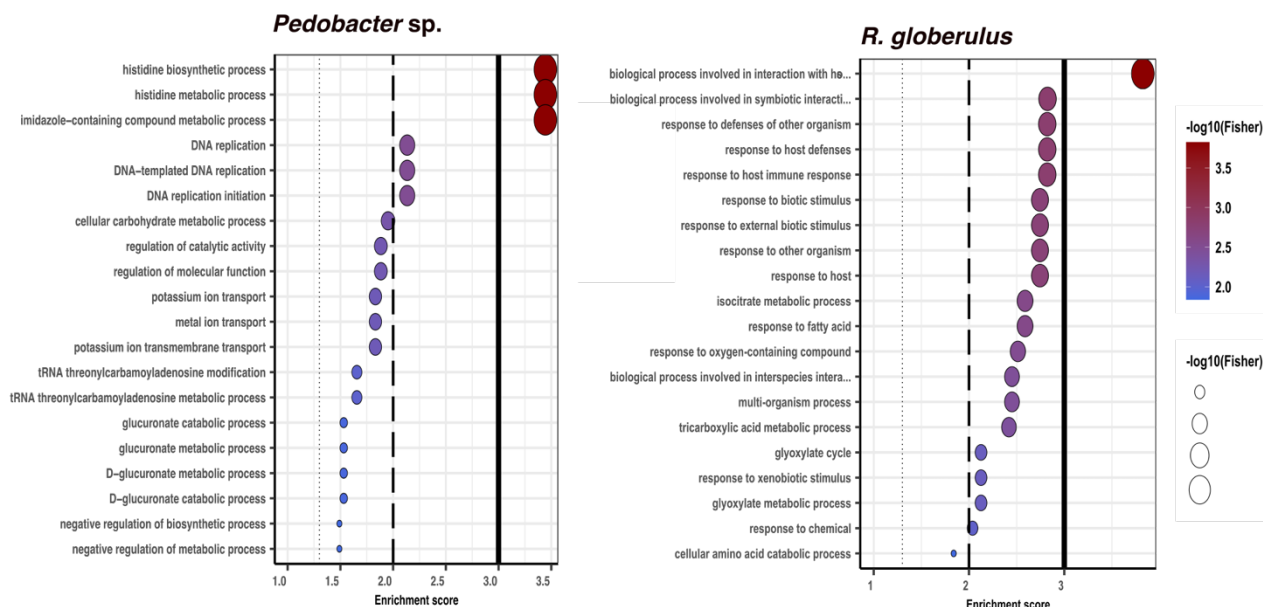 Pedobacter sp.
histidine biosynthetic process
histidine metabolic process
imidazole-containing compound metabolic process
DNA replication
DNA-templated DNA replication
DNA replication initiation
cellular carbohydrate metabolic process
regulation of catalytic activity
regulation of molecular function
potassium ion transport
metal ion transport
potassium ion transmembrane transport
tRNA threonylcarbamoyladenosine modification
tRNA threonylcarbamoyladenosine metabolic process
glucuronate catabolic process
glucuronate metabolic process
D-glucuronate metabolic process
D-glucuronate catabolic process
negative regulation of biosynthetic process
negative regulation of metabolic process
1.0 1.5 2.0 2.5 3.0 3.5
Enrichment score
R. globerulus
biological process involved in interaction with ho...
biological process involved in symbiotic interacti...
response to defenses of other organism
response to host defenses
response to host immune response
response to biotic stimulus
response to external biotic stimulus
response to other organism
response to host
isocitrate metabolic process
response to fatty acid
response to oxygen-containing compound
biological process involved in interspecies intera...
multi-organism process
tricarboxylic acid metabolic process
glyoxylate cycle
response to xenobiotic stimulus
glyoxylate metabolic process
response to chemical
cellular amino acid catabolic process
1 2 3
Enrichment score
-log10(Fisher)
3.5
3.0
2.5
2.0
-log10(Fisher)